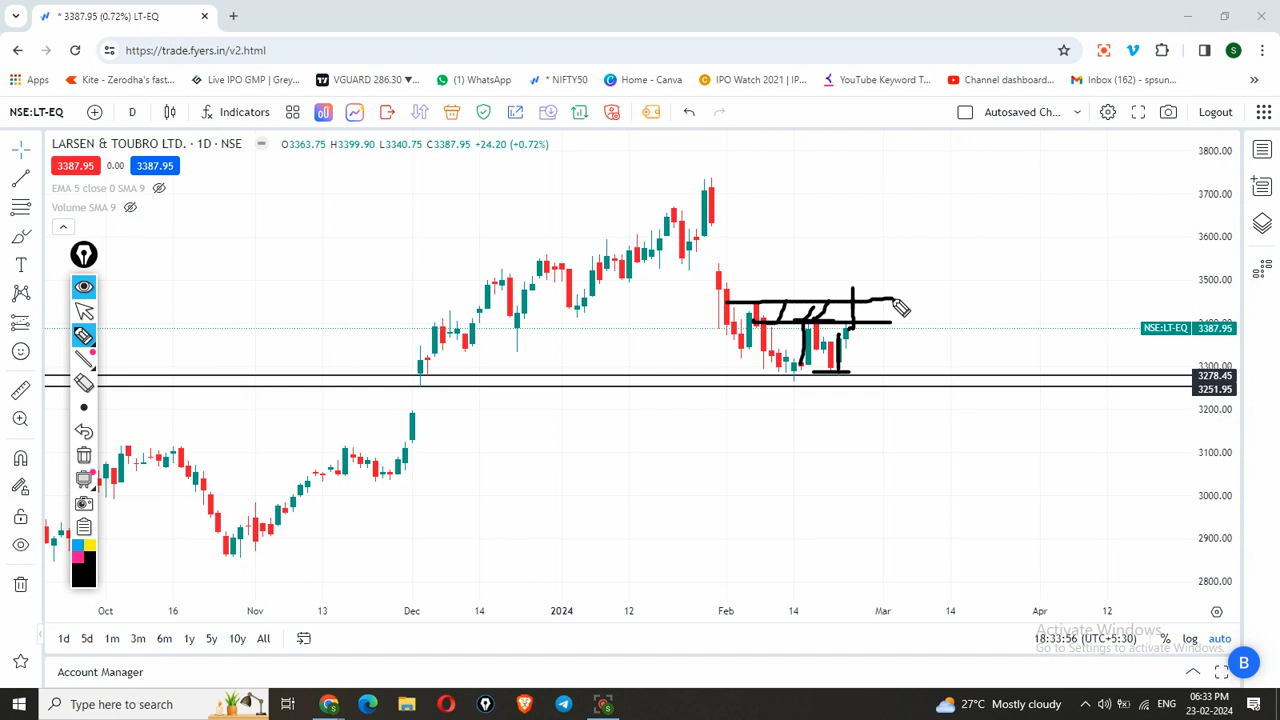 * 3387.95 (0.72%) LT-EQ
https://trade.fyers.in/v2.html
S
Apps
Kite - Zerodha's fast...
Live IPO GMP | Grey...
VGUARD 286.30 ▼...
(1) WhatsApp
* NIFTY50
Home - Canva
IPO Watch 2021 | IP...
YouTube Keyword T...
Channel dashboard...
Inbox (162) - spsun...
NSE:LT-EQ
D
Indicators
Autosaved Ch...
Logout
LARSEN & TOUBRO LTD. · 1D · NSE
O3363.75 H3399.90 L3340.75 C3387.95 +24.20 (+0.72%)
3387.95
0.00
3387.95
EMA 5 close 0 SMA 9
Volume SMA 9
3800.00
3700.00
3600.00
3500.00
NSE:LT-EQ
3387.95
3278.45
3251.95
3200.00
3100.00
3000.00
2900.00
2800.00
Oct
16
Nov
13
Dec
14
2024
12
Feb
14
Mar
14
Apr
12
1d
5d
1m
3m
6m
1y
5y
10y
All
18:33:56 (UTC+5:30)
%
log
auto
Activate Windows
Go to Settings to activate Windows.
Account Manager
B
Type here to search
27°C Mostly cloudy
ENG
06:33 PM
23-02-2024